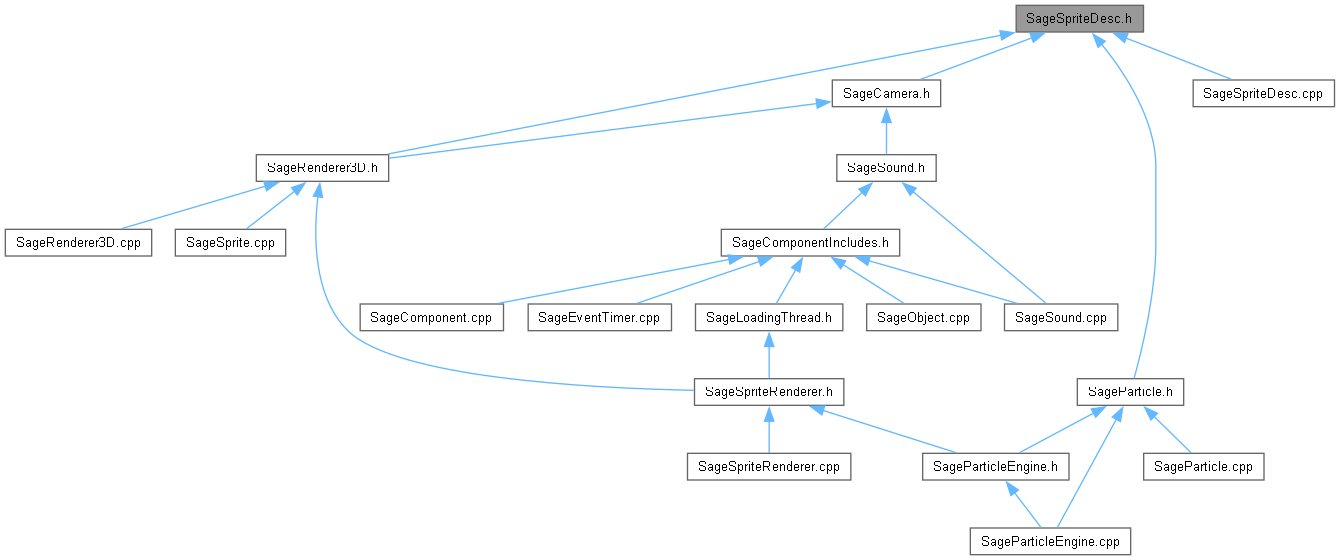 SageSpriteDesc.h
SageCamera.h
SageSpriteDesc.cpp
SageRenderer3D.h
SageSound.h
SageRenderer3D.cpp
SageSprite.cpp
SageComponentIncludes.h
SageComponent.cpp
SageEventTimer.cpp
SageLoadingThread.h
SageObject.cpp
SageSound.cpp
SageSpriteRenderer.h
SageParticle.h
SageSpriteRenderer.cpp
SageParticleEngine.h
SageParticle.cpp
SageParticleEngine.cpp